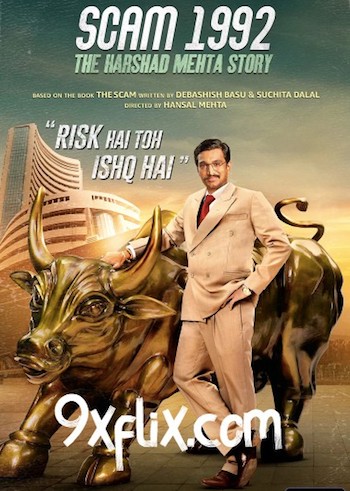 SCAM 1992
THE HARSHAD MEHTA STORY
BASED ON THE BOOK THE SCAM WRITTEN BY DEBASHISH BASU & SUCHITA DALAL
DIRECTED BY HANSAL MEHTA
"RISK HAI TOH
ISHQ HAI"
9xflix.com